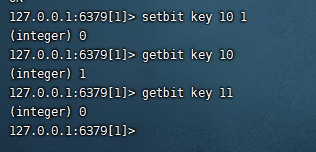 OK
127.0.0.1:6379[1]> setbit key 10 1
(integer) 0
127.0.0.1:6379[1]> getbit key 10
(integer) 1
127.0.0.1:6379[1]> getbit key 11
(integer) 0
127.0.0.1:6379[1]>